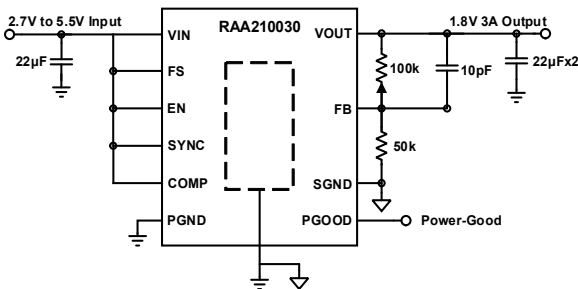 2.7V to 5.5V Input
RAA210030
1.8V 3A Output
VIN
VOUT
22µF
FS
100k
10pF
22µFx2
EN
FB
SYNC
50k
COMP
SGND
PGND
PGOOD
Power-Good